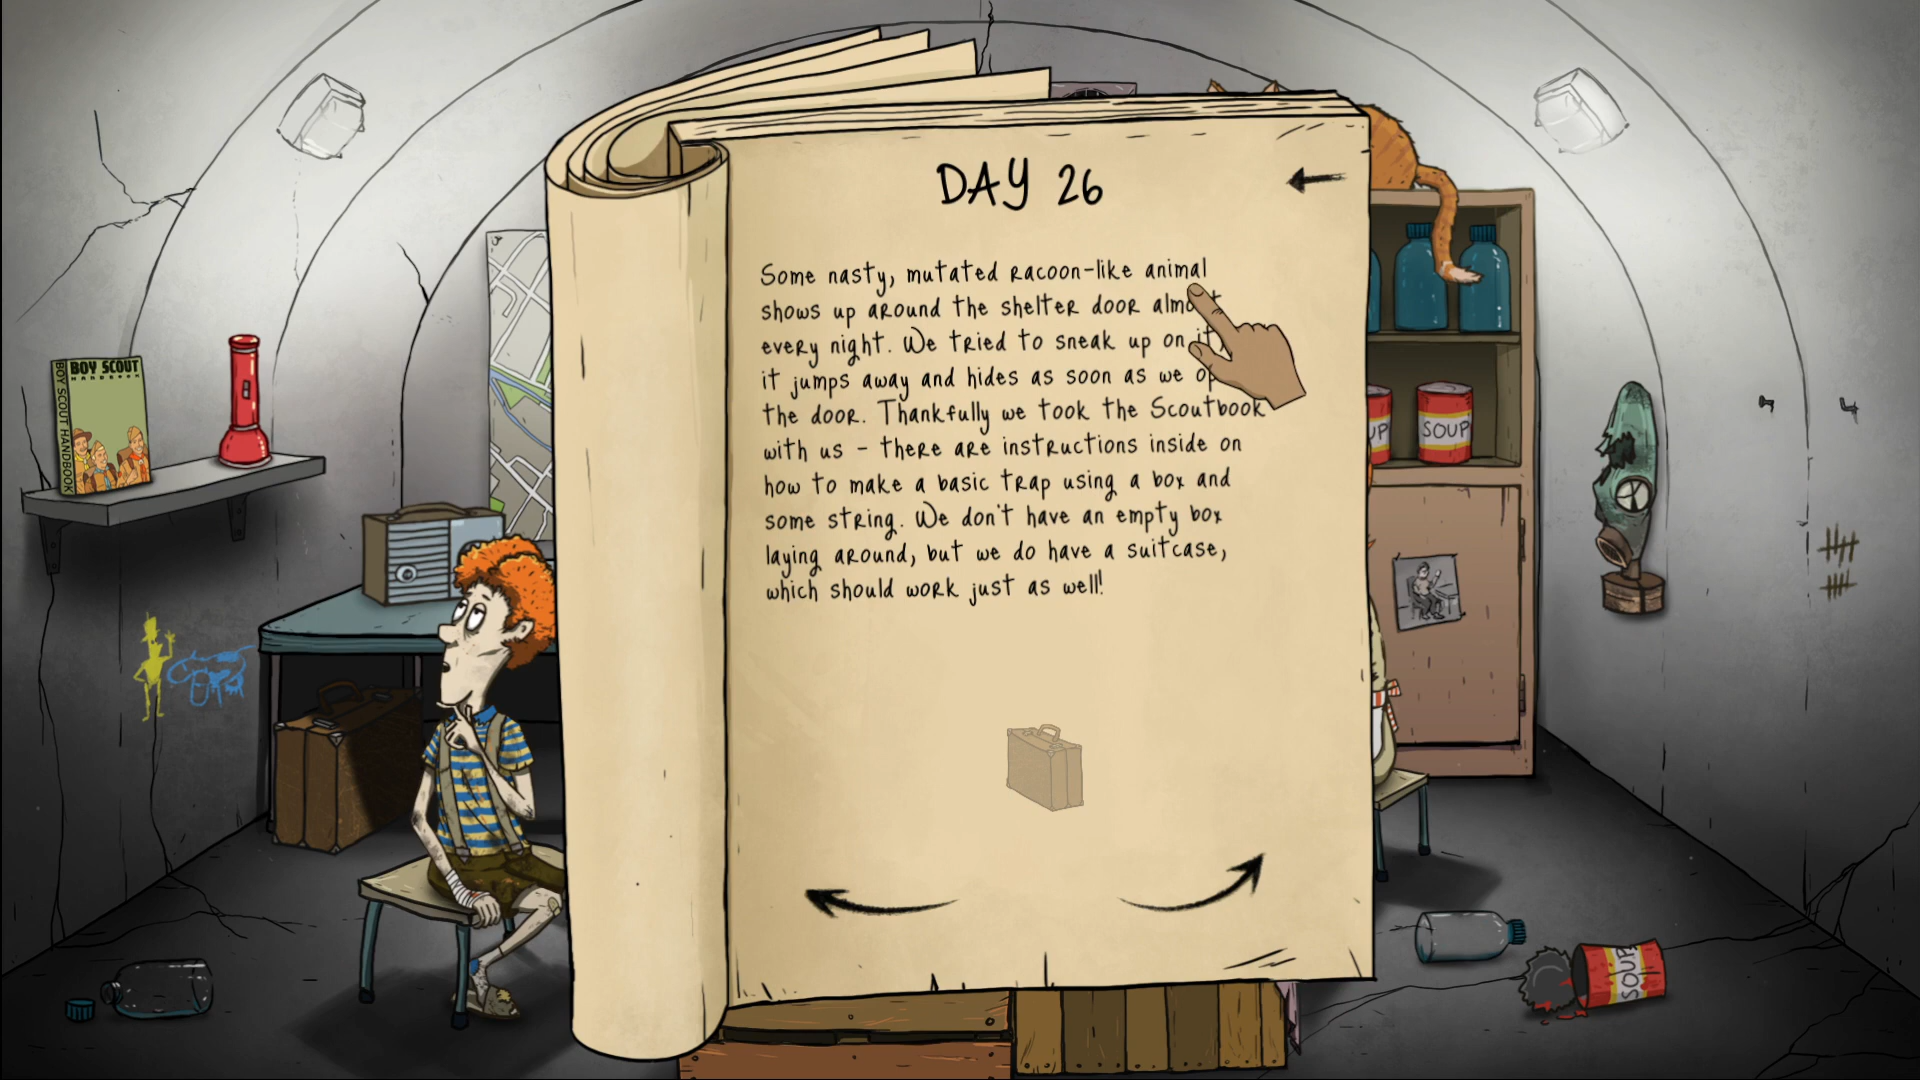 DAY 26
Some nasty, mutated racoon-like animal
shows up around the shelter door
every night. We tried to sneak up on it
it jumps away and hides as soon as we
the door. Thankfully we took the Scoutbook
with us - there are instructions inside on
how to make a basic trap using a box and
some string. We don't have an empty box
laying around, but we do have a suitcase,
which should work just as well!
BOY SCOUT
HANDBOOK
BOY SCOUT HANDBOOK
UP
SOUP
SOUP